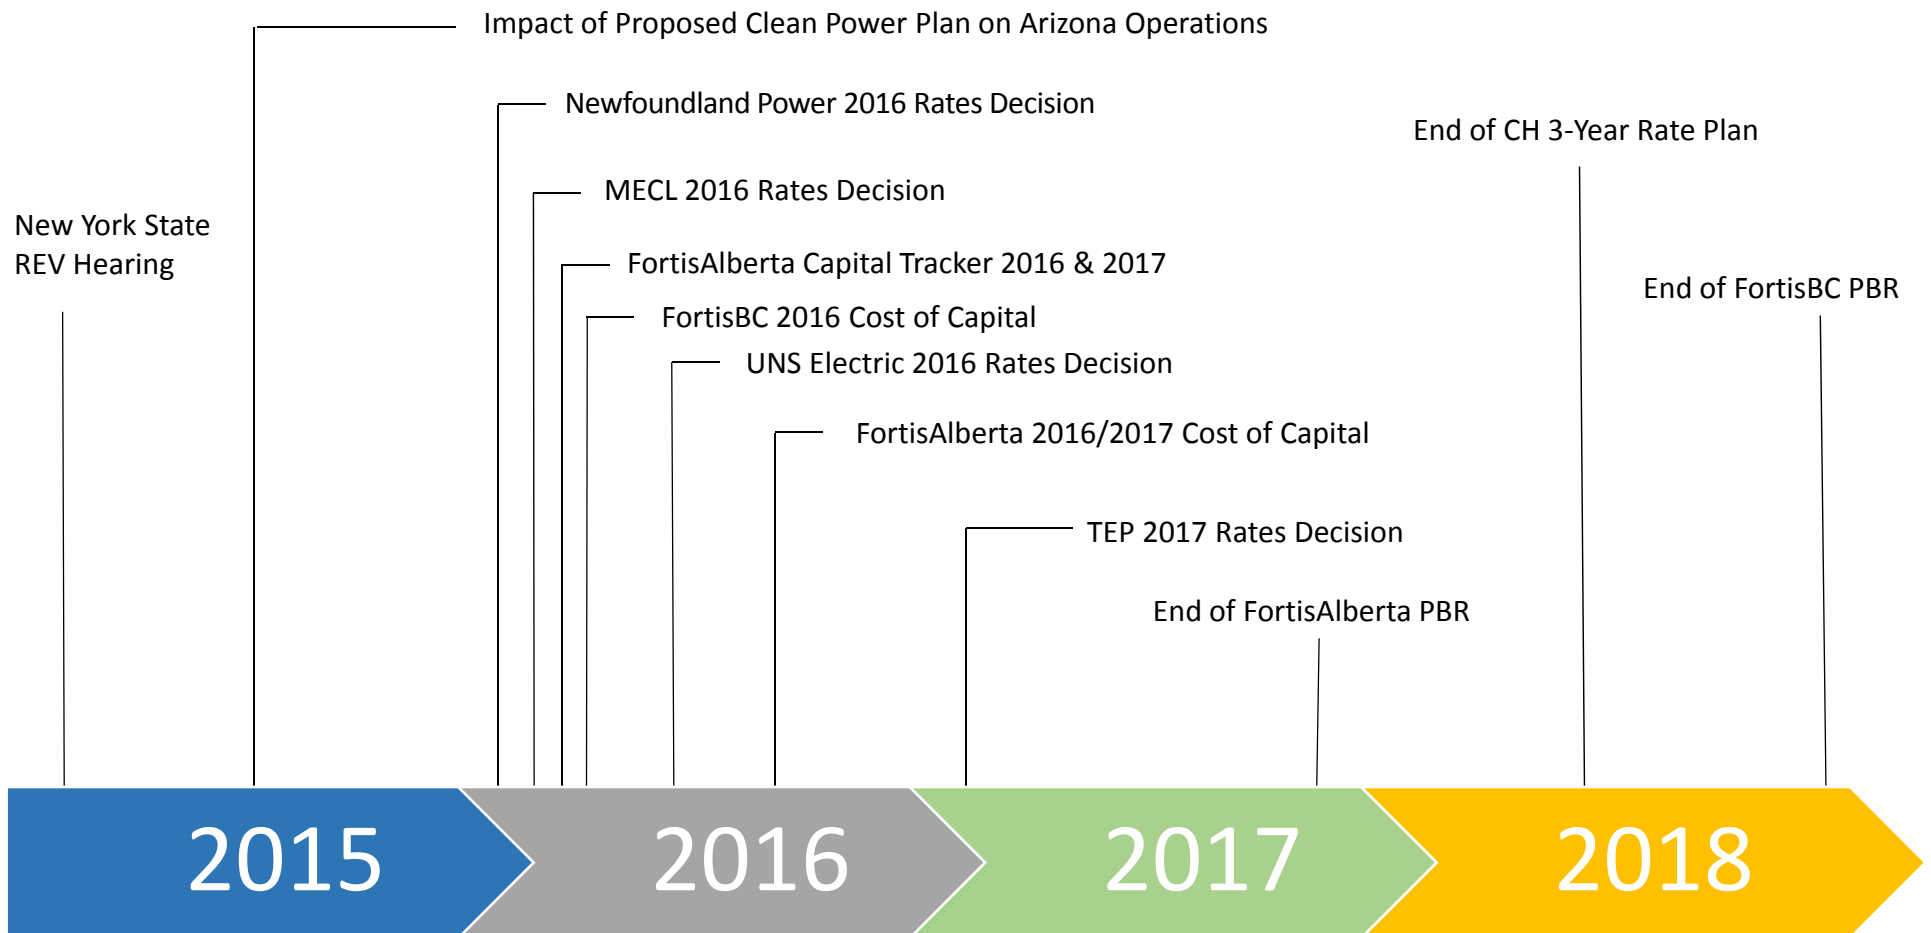 Impact of Proposed Clean Power Plan on Arizona Operations
Newfoundland Power 2016 Rates Decision
End of CH 3-Year Rate Plan
MECL 2016 Rates Decision
New York State
REV Hearing
FortisAlberta Capital Tracker 2016 & 2017
End of FortisBC PBR
FortisBC 2016 Cost of Capital
UNS Electric 2016 Rates Decision
FortisAlberta 2016/2017 Cost of Capital
TEP 2017 Rates Decision
End of FortisAlberta PBR
2015
2016
2017
2018